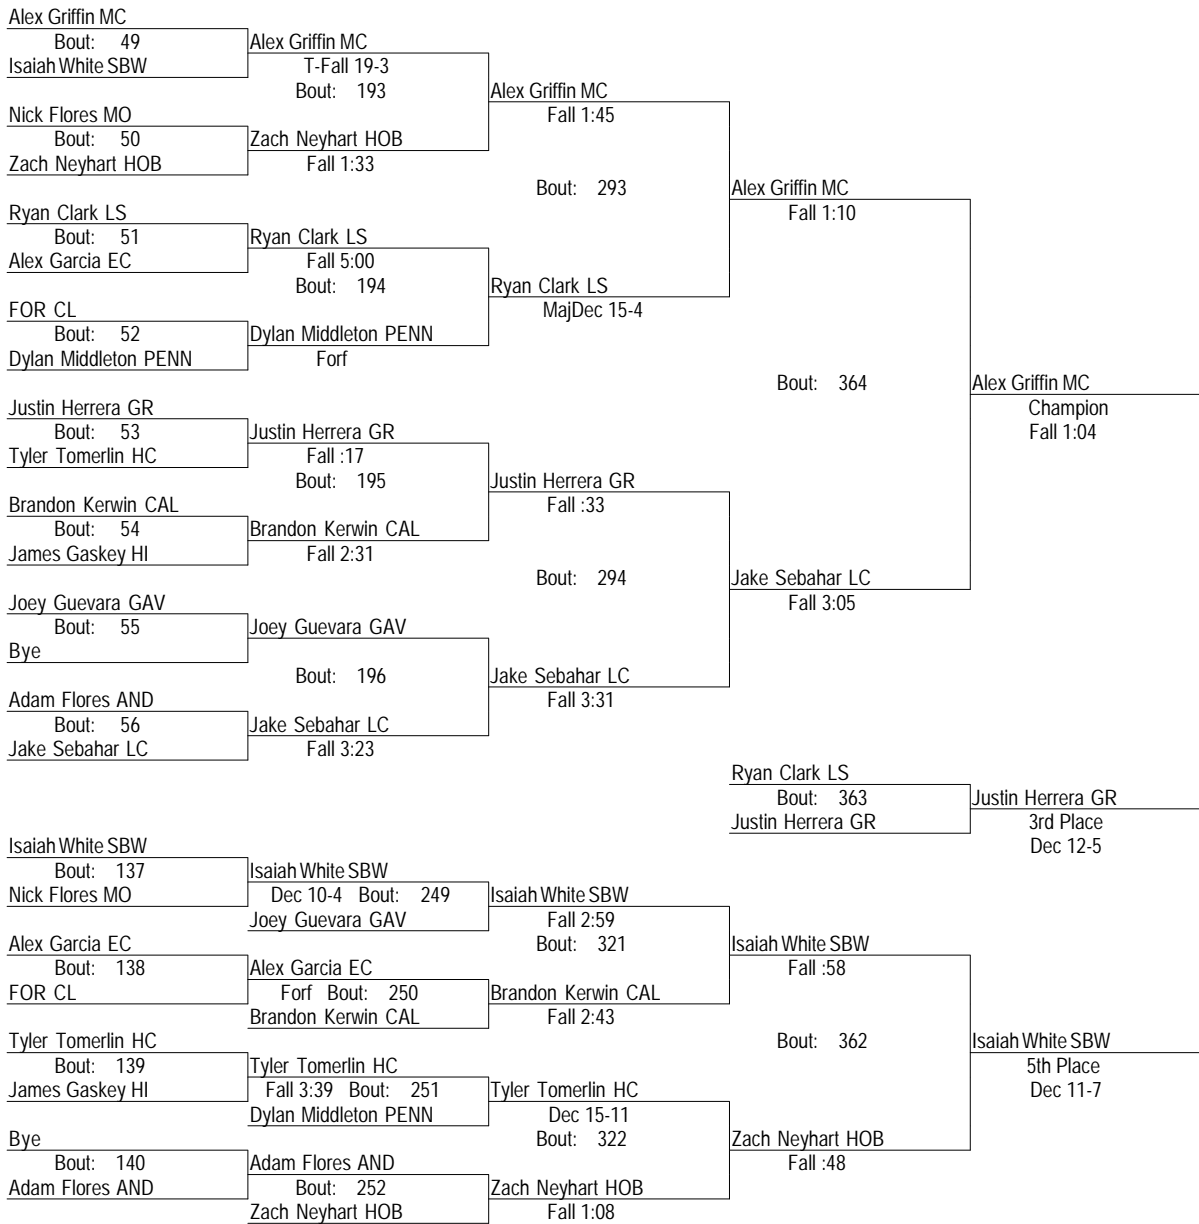 Alex Griffin MC
Bout: 49
Alex Griffin MC
Isaiah White SBW
T-Fall 19-3
Bout: 193
Alex Griffin MC
Nick Flores MO
Fall 1:45
Bout: 50
Zach Neyhart HOB
Zach Neyhart HOB
Fall 1:33
Bout: 293
Alex Griffin MC
Ryan Clark LS
Fall 1:10
Bout: 51
Ryan Clark LS
Alex Garcia EC
Fall 5:00
Bout: 194
Ryan Clark LS
FOR CL
MajDec 15-4
Bout: 52
Dylan Middleton PENN
Dylan Middleton PENN
Forf
Bout: 364
Alex Griffin MC
Justin Herrera GR
Champion
Bout: 53
Justin Herrera GR
Fall 1:04
Tyler Tomerlin HC
Fall :17
Bout: 195
Justin Herrera GR
Brandon Kerwin CAL
Fall :33
Bout: 54
Brandon Kerwin CAL
James Gaskey HI
Fall 2:31
Bout: 294
Jake Sebahar LC
Joey Guevara GAV
Fall 3:05
Bout: 55
Joey Guevara GAV
Bye
Bout: 196
Jake Sebahar LC
Adam Flores AND
Fall 3:31
Bout: 56
Jake Sebahar LC
Jake Sebahar LC
Fall 3:23
Ryan Clark LS
Bout: 363
Justin Herrera GR
Justin Herrera GR
3rd Place
Dec 12-5
Isaiah White SBW
Bout: 137
Isaiah White SBW
Nick Flores MO
Dec 10-4 Bout: 249
Isaiah White SBW
Joey Guevara GAV
Fall 2:59
Alex Garcia EC
Bout: 321
Isaiah White SBW
Bout: 138
Alex Garcia EC
Fall :58
FOR CL
Forf Bout: 250
Brandon Kerwin CAL
Brandon Kerwin CAL
Fall 2:43
Tyler Tomerlin HC
Bout: 362
Isaiah White SBW
Bout: 139
Tyler Tomerlin HC
5th Place
James Gaskey HI
Fall 3:39 Bout: 251
Tyler Tomerlin HC
Dec 11-7
Dylan Middleton PENN
Dec 15-11
Bye
Bout: 322
Zach Neyhart HOB
Bout: 140
Adam Flores AND
Fall :48
Adam Flores AND
Bout: 252
Zach Neyhart HOB
Zach Neyhart HOB
Fall 1:08